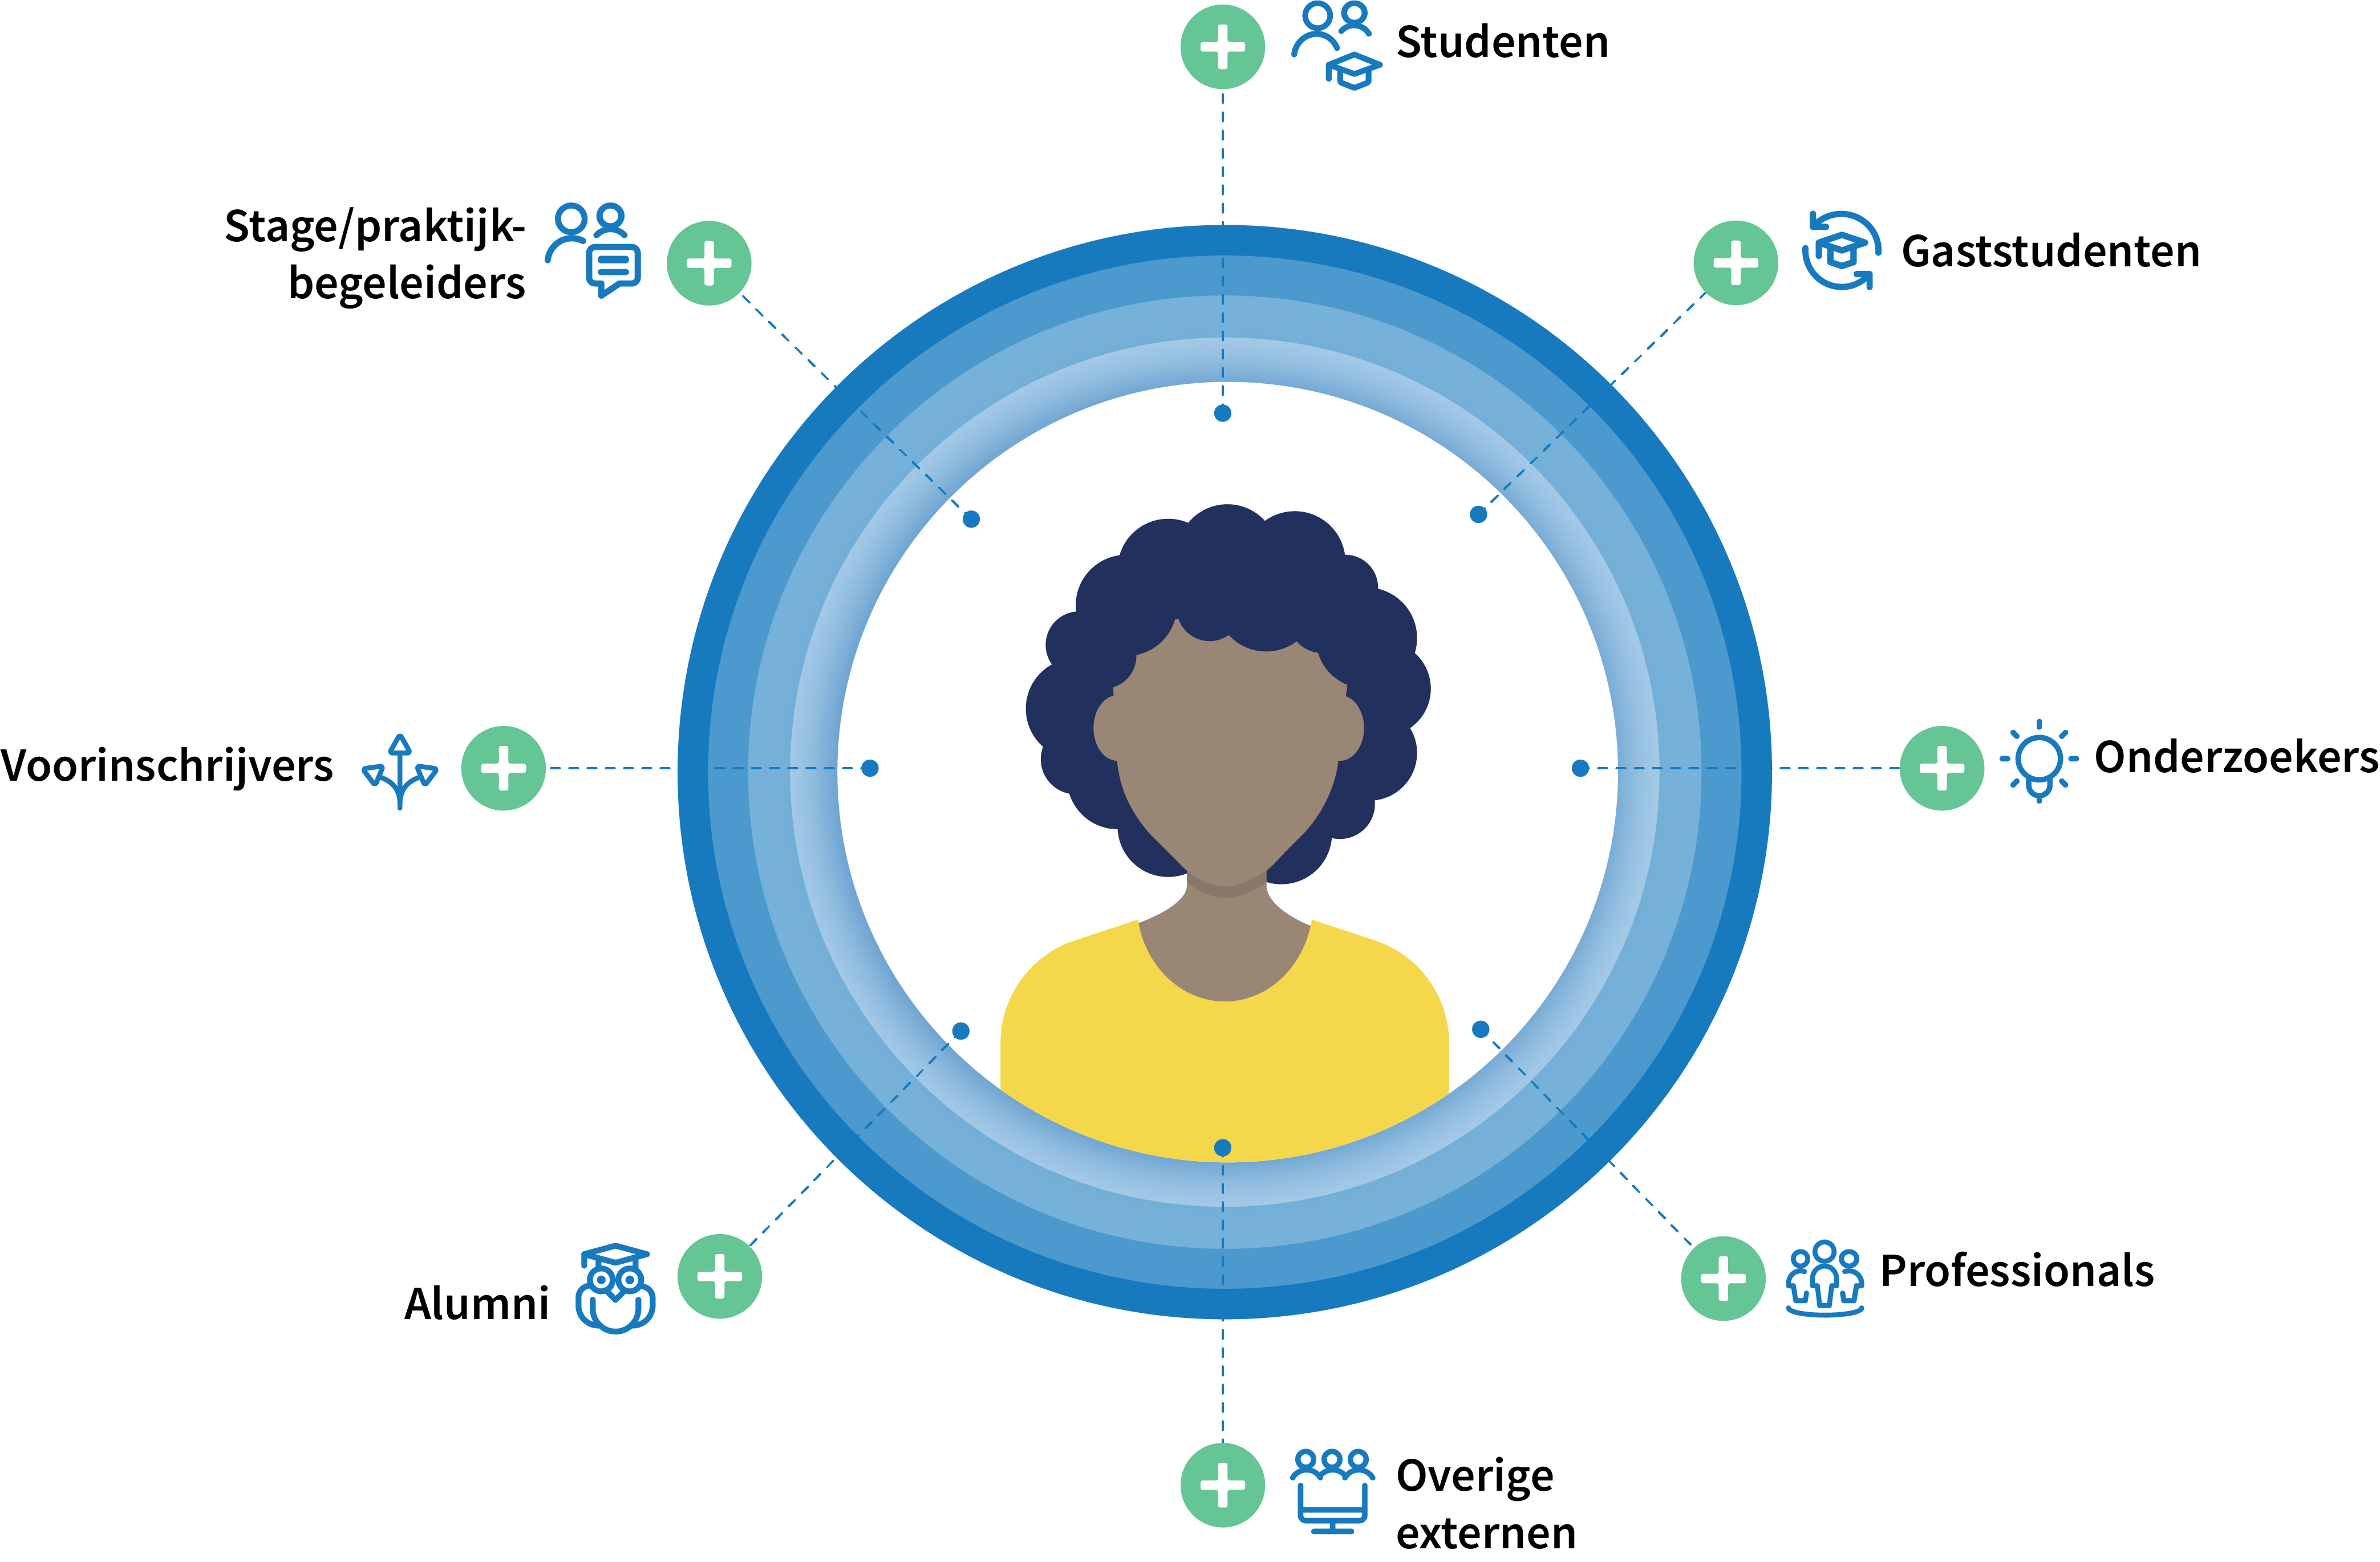 Studenten
Stage/praktijk-
begeleiders
Gaststudenten
Voorinschrijvers
Onderzoekers
Alumni
Professionals
Overige
externen